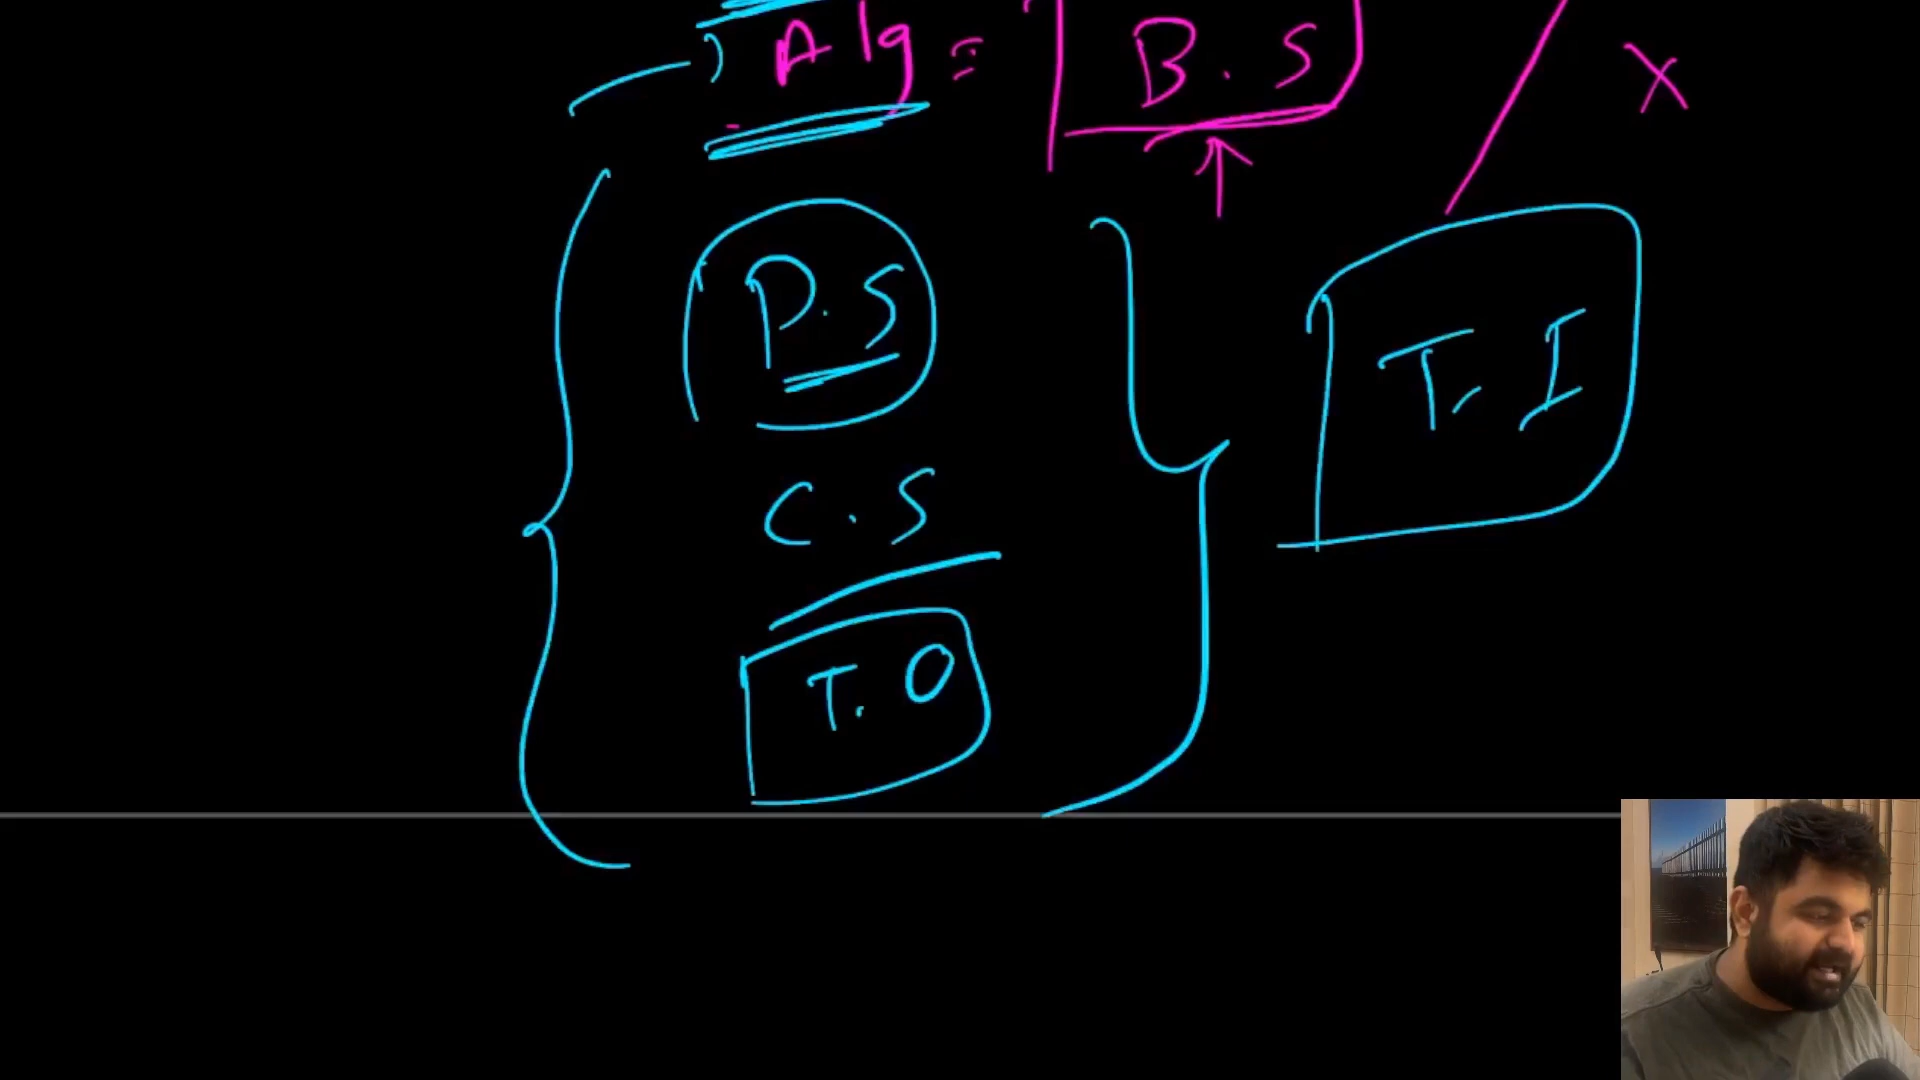 Alg = B.S X
P.S
T. I
C.S
T. O